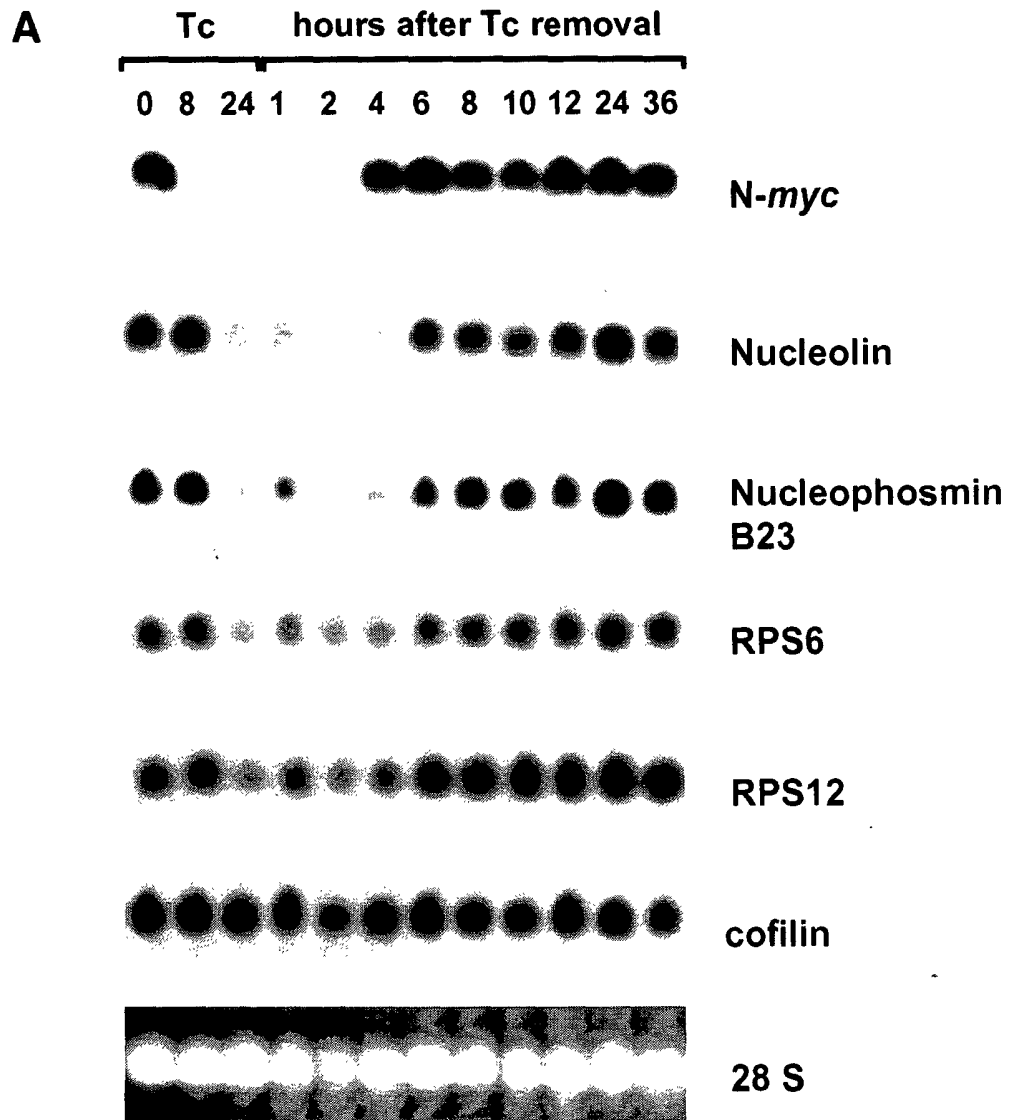 A
Tc hours after Tc removal
0 8 24 1 2 4 6 8 10 12 24 36
N-myc
Nucleolin
Nucleophosmin
B23
RPS6
RPS12
cofilin
28 S